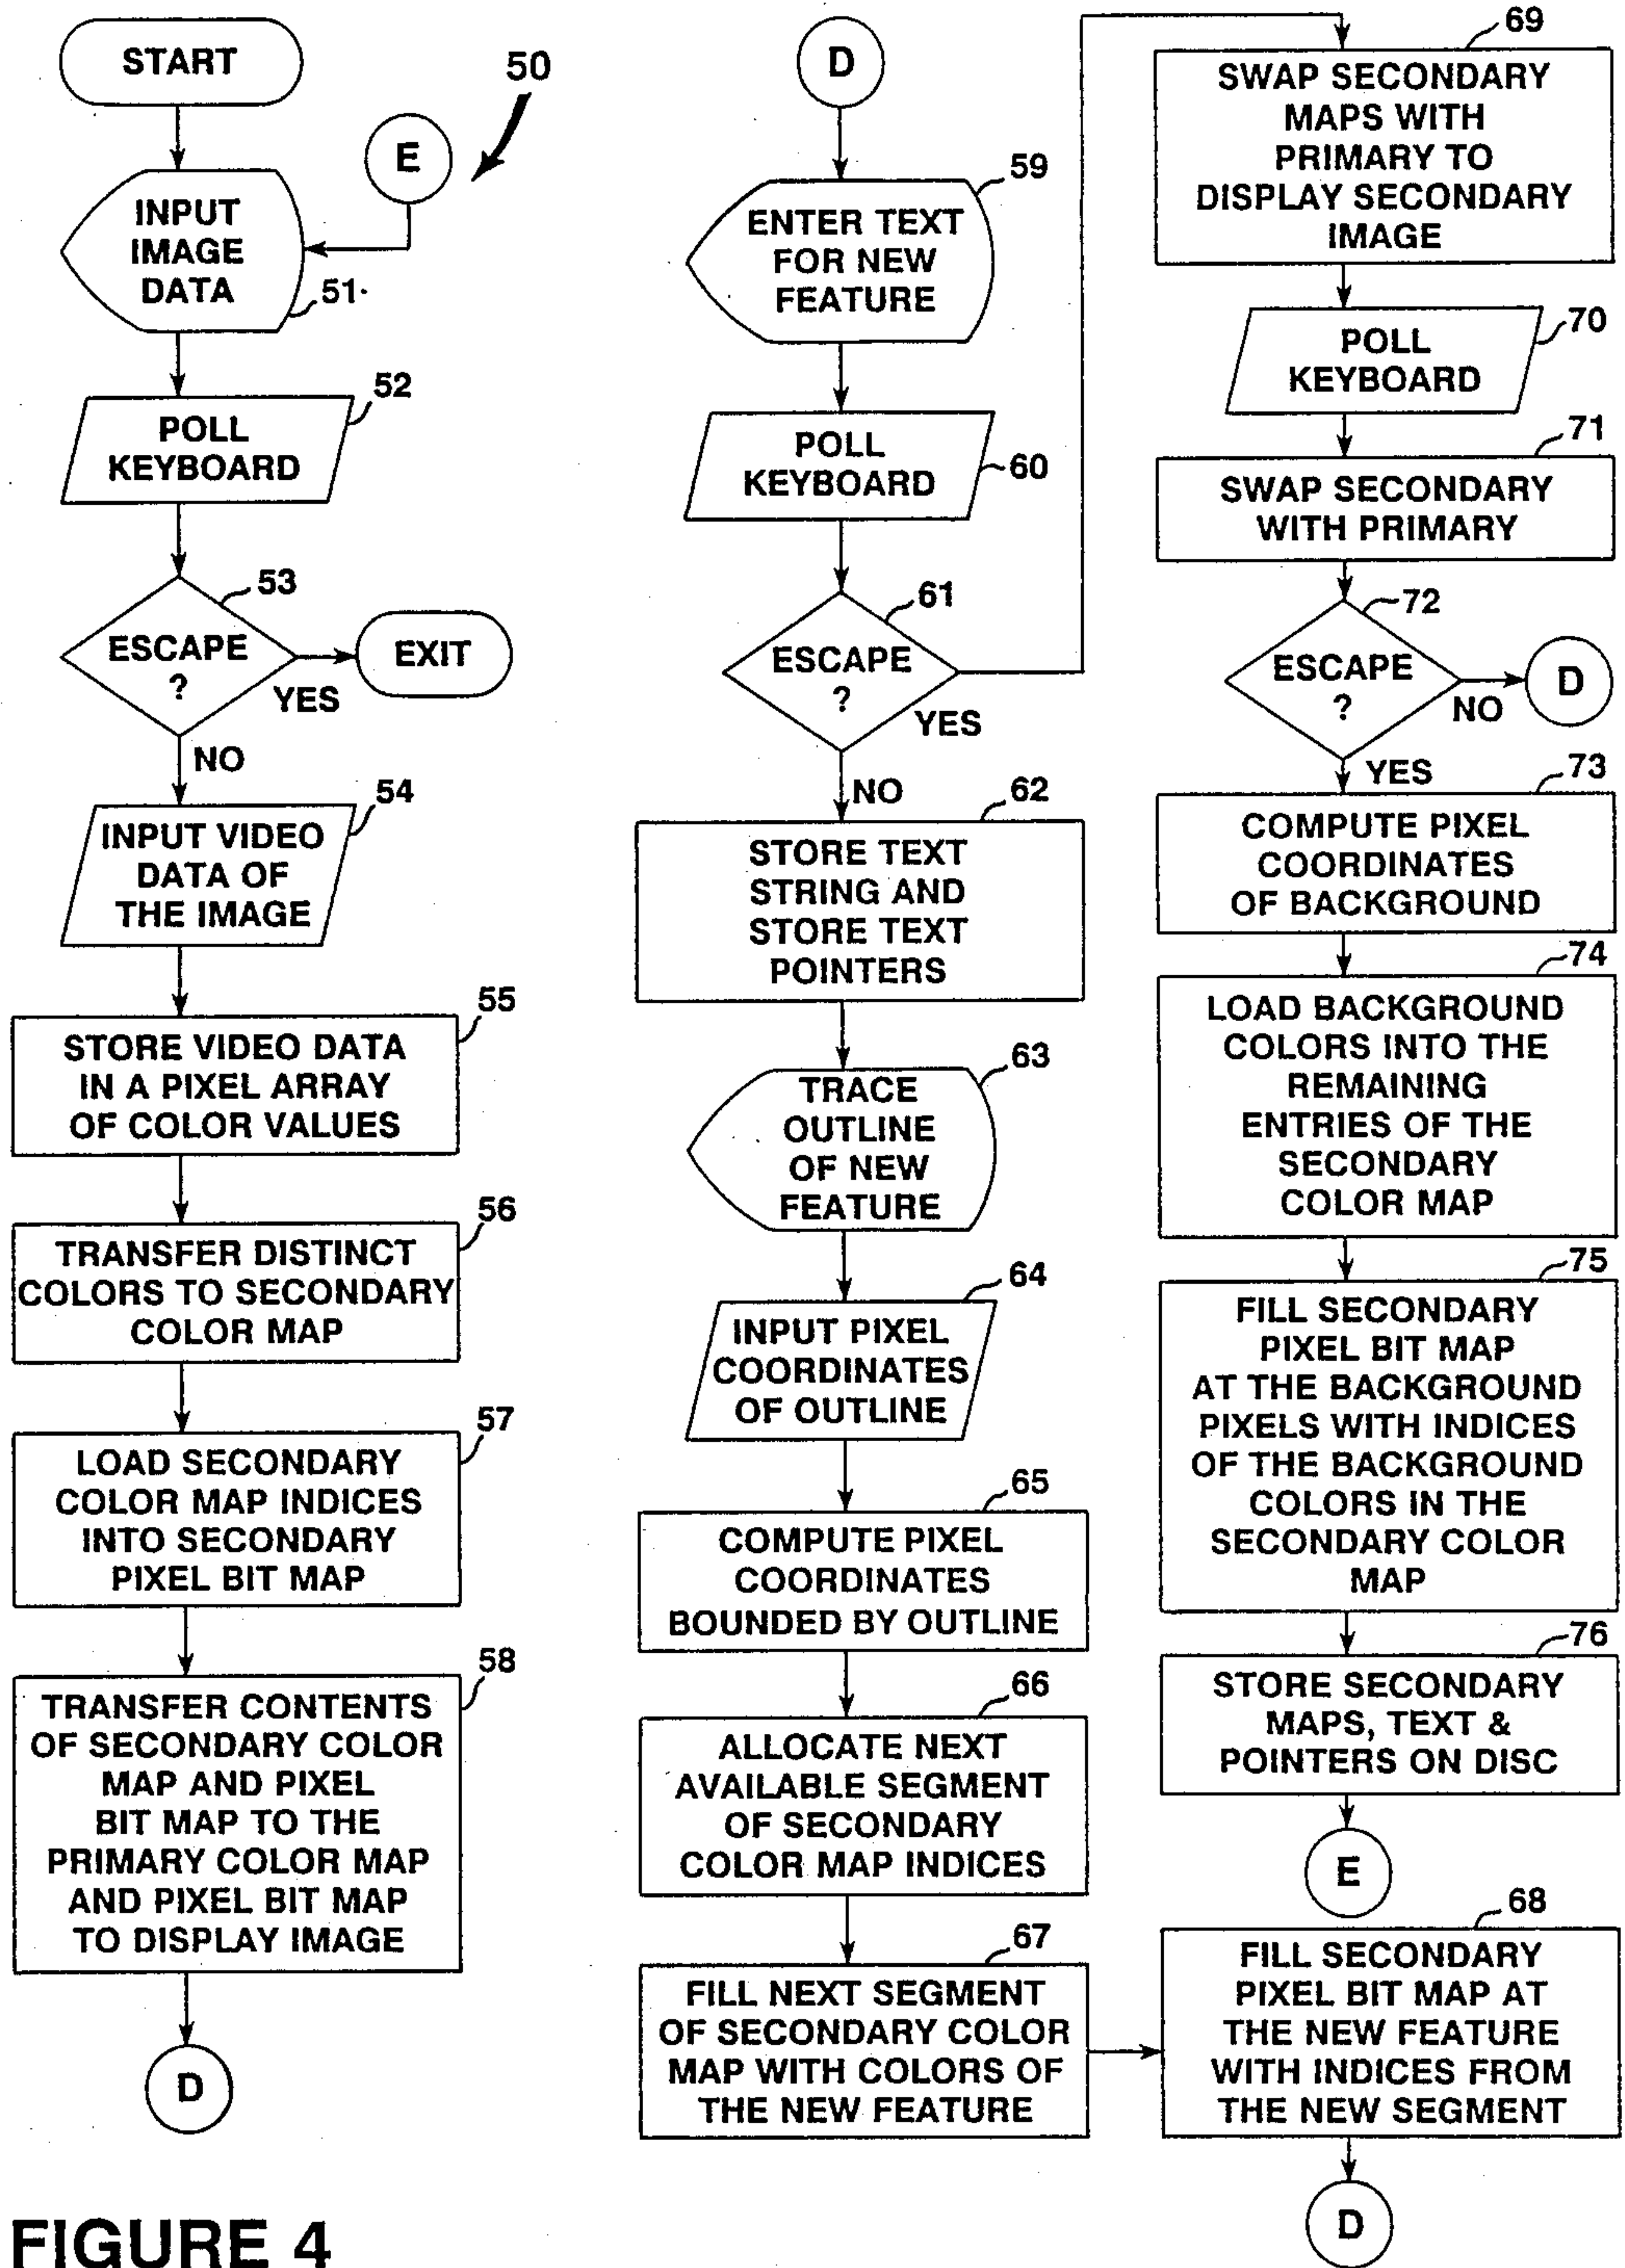 START
50
E
INPUT
IMAGE
DATA
51
52
POLL
KEYBOARD
53
ESCAPE
?
EXIT
YES
NO
54
INPUT VIDEO
DATA OF
THE IMAGE
55
STORE VIDEO DATA
IN A PIXEL ARRAY
OF COLOR VALUES
56
TRANSFER DISTINCT
COLORS TO SECONDARY
COLOR MAP
57
LOAD SECONDARY
COLOR MAP INDICES
INTO SECONDARY
PIXEL BIT MAP
58
TRANSFER CONTENTS
OF SECONDARY COLOR
MAP AND PIXEL
BIT MAP TO THE
PRIMARY COLOR MAP
AND PIXEL BIT MAP
TO DISPLAY IMAGE
D
D
59
ENTER TEXT
FOR NEW
FEATURE
POLL
KEYBOARD
60
61
ESCAPE
?
YES
NO
62
STORE TEXT
STRING AND
STORE TEXT
POINTERS
63
TRACE
OUTLINE
OF NEW
FEATURE
64
INPUT PIXEL
COORDINATES
OF OUTLINE
65
COMPUTE PIXEL
COORDINATES
BOUNDED BY OUTLINE
66
ALLOCATE NEXT
AVAILABLE SEGMENT
OF SECONDARY
COLOR MAP INDICES
67
FILL NEXT SEGMENT
OF SECONDARY COLOR
MAP WITH COLORS OF
THE NEW FEATURE
69
SWAP SECONDARY
MAPS WITH
PRIMARY TO
DISPLAY SECONDARY
IMAGE
70
POLL
KEYBOARD
71
SWAP SECONDARY
WITH PRIMARY
72
ESCAPE
?
NO
D
YES
73
COMPUTE PIXEL
COORDINATES
OF BACKGROUND
74
LOAD BACKGROUND
COLORS INTO THE
REMAINING
ENTRIES OF THE
SECONDARY
COLOR MAP
75
FILL SECONDARY
PIXEL BIT MAP
AT THE BACKGROUND
PIXELS WITH INDICES
OF THE BACKGROUND
COLORS IN THE
SECONDARY COLOR
MAP
76
STORE SECONDARY
MAPS, TEXT &
POINTERS ON DISC
E
68
FILL SECONDARY
PIXEL BIT MAP AT
THE NEW FEATURE
WITH INDICES FROM
THE NEW SEGMENT
D
FIGURE 4